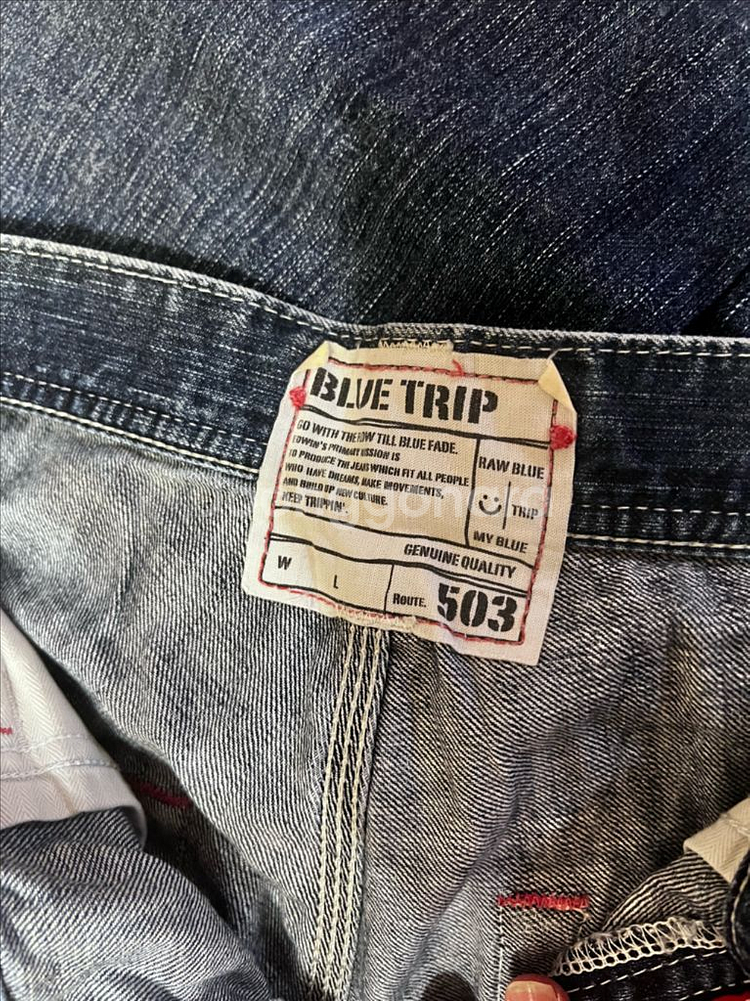 BLUE TRIP
GO WITH THE FLOW TILL BLUE FADE.
EDWIN'S PRIMARY MISSION IS
TO PRODUCE THE JEANS WHICH FIT ALL PEOPLE
WHO HAVE DREAMS, MAKE MOVEMENTS,
AND BUILD UP NEW CULTURE.
KEEP TRIPPIN'.
RAW BLUE
TRIP
MY BLUE
GENUINE QUALITY
W
L
ROUTE. 503